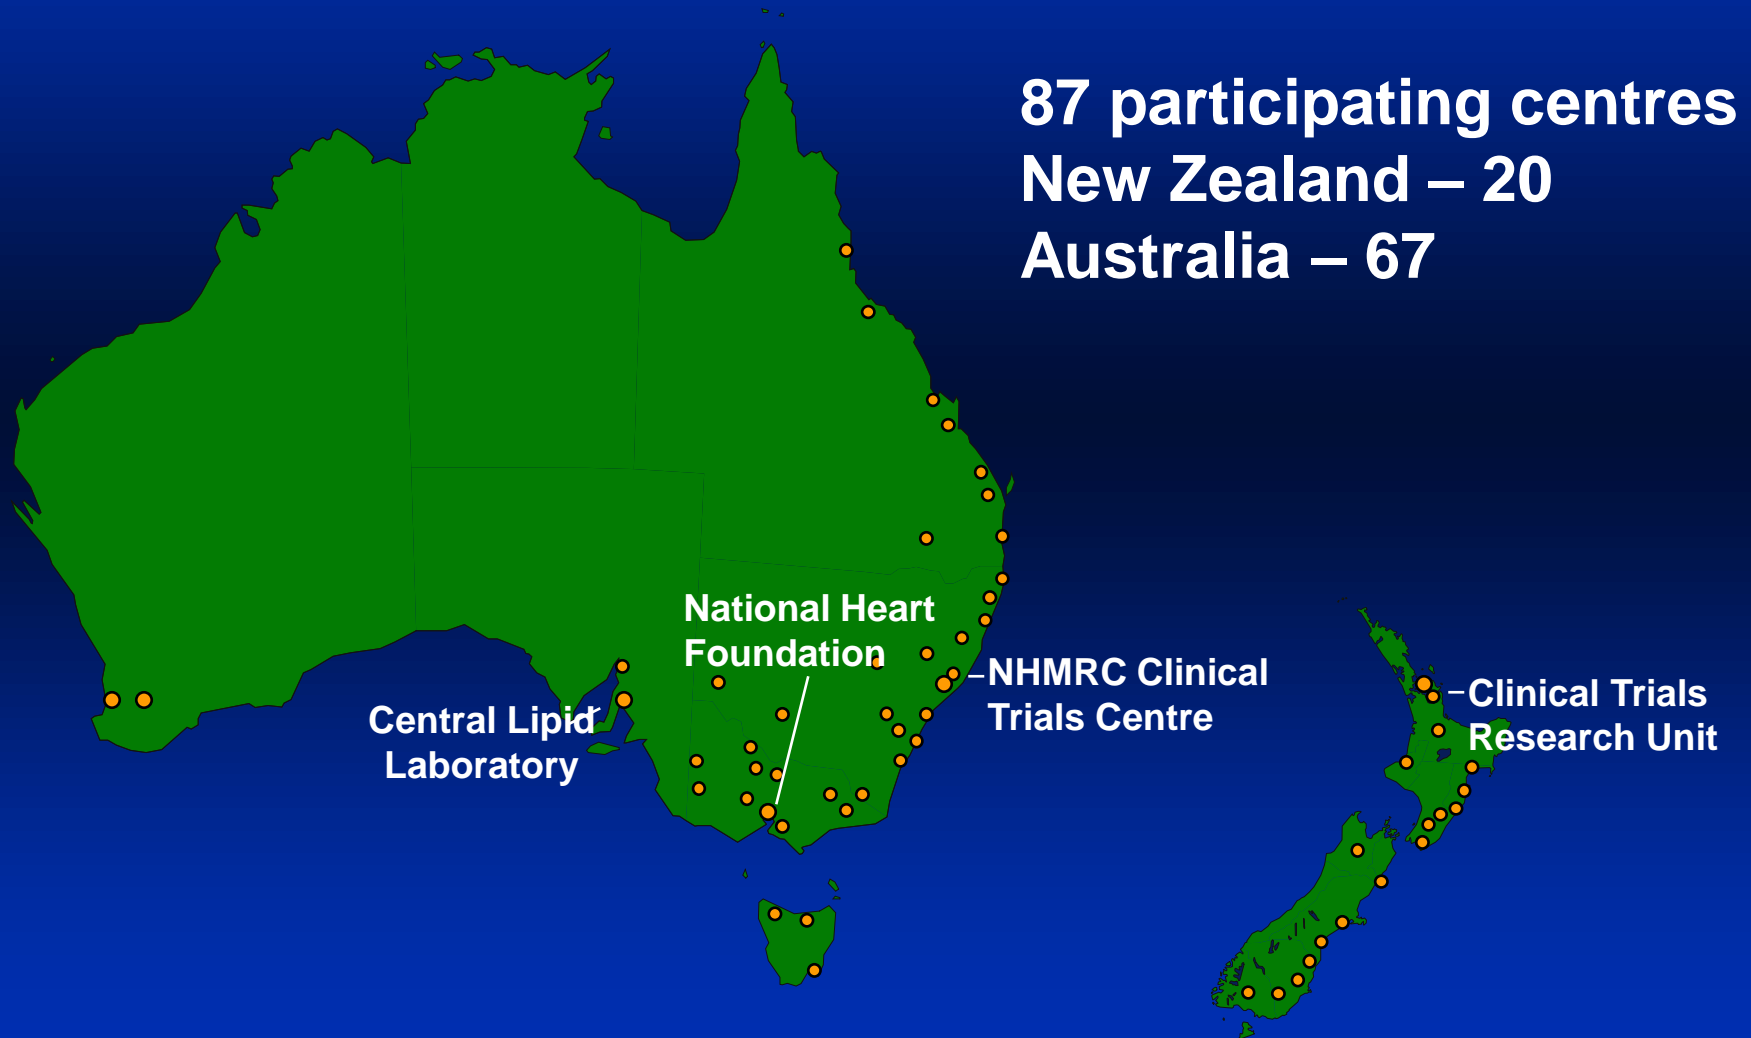 87 participating centres
New Zealand – 20
Australia – 67
National Heart
Foundation
NHMRC Clinical
Trials Centre
Clinical Trials
Research Unit
Central Lipid
Laboratory